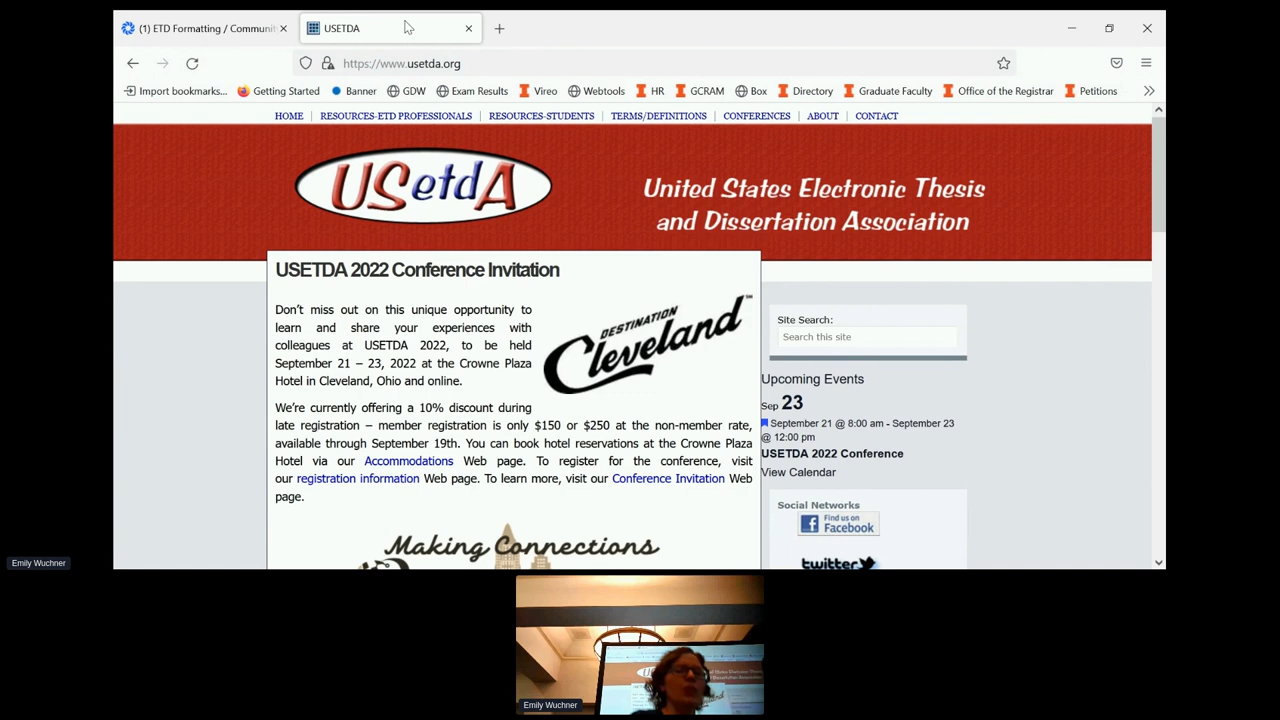 (1) ETD Formatting / Communit
USETDA
https://www.usetda.org
Import bookmarks...
Getting Started
Banner
GDW
Exam Results
Vireo
Webtools
HR
GCRAM
Box
Directory
Graduate Faculty
Office of the Registrar
Petitions
HOME
RESOURCES-ETD PROFESSIONALS
RESOURCES-STUDENTS
TERMS/DEFINITIONS
CONFERENCES
ABOUT
CONTACT
USetdA
United States Electronic Thesis
and Dissertation Association
USETDA 2022 Conference Invitation
Don't miss out on this unique opportunity to
learn and share your experiences with
colleagues at USETDA 2022, to be held
September 21 – 23, 2022 at the Crowne Plaza
Hotel in Cleveland, Ohio and online.
DESTINATION
Cleveland™
We're currently offering a 10% discount during
late registration – member registration is only $150 or $250 at the non-member rate,
available through September 19th. You can book hotel reservations at the Crowne Plaza
Hotel via our Accommodations Web page. To register for the conference, visit
our registration information Web page. To learn more, visit our Conference Invitation Web
page.
Making Connections
Site Search:
Search this site
Upcoming Events
Sep 23
September 21 @ 8:00 am - September 23
@ 12:00 pm
USETDA 2022 Conference
View Calendar
Social Networks
Find us on
Facebook
twitter
Emily Wuchner
Emily Wuchner